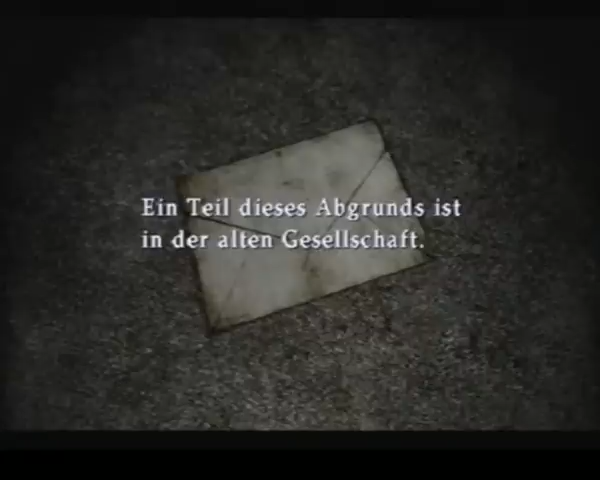 Ein Teil dieses Abgrunds ist
in der alten Gesellschaft.